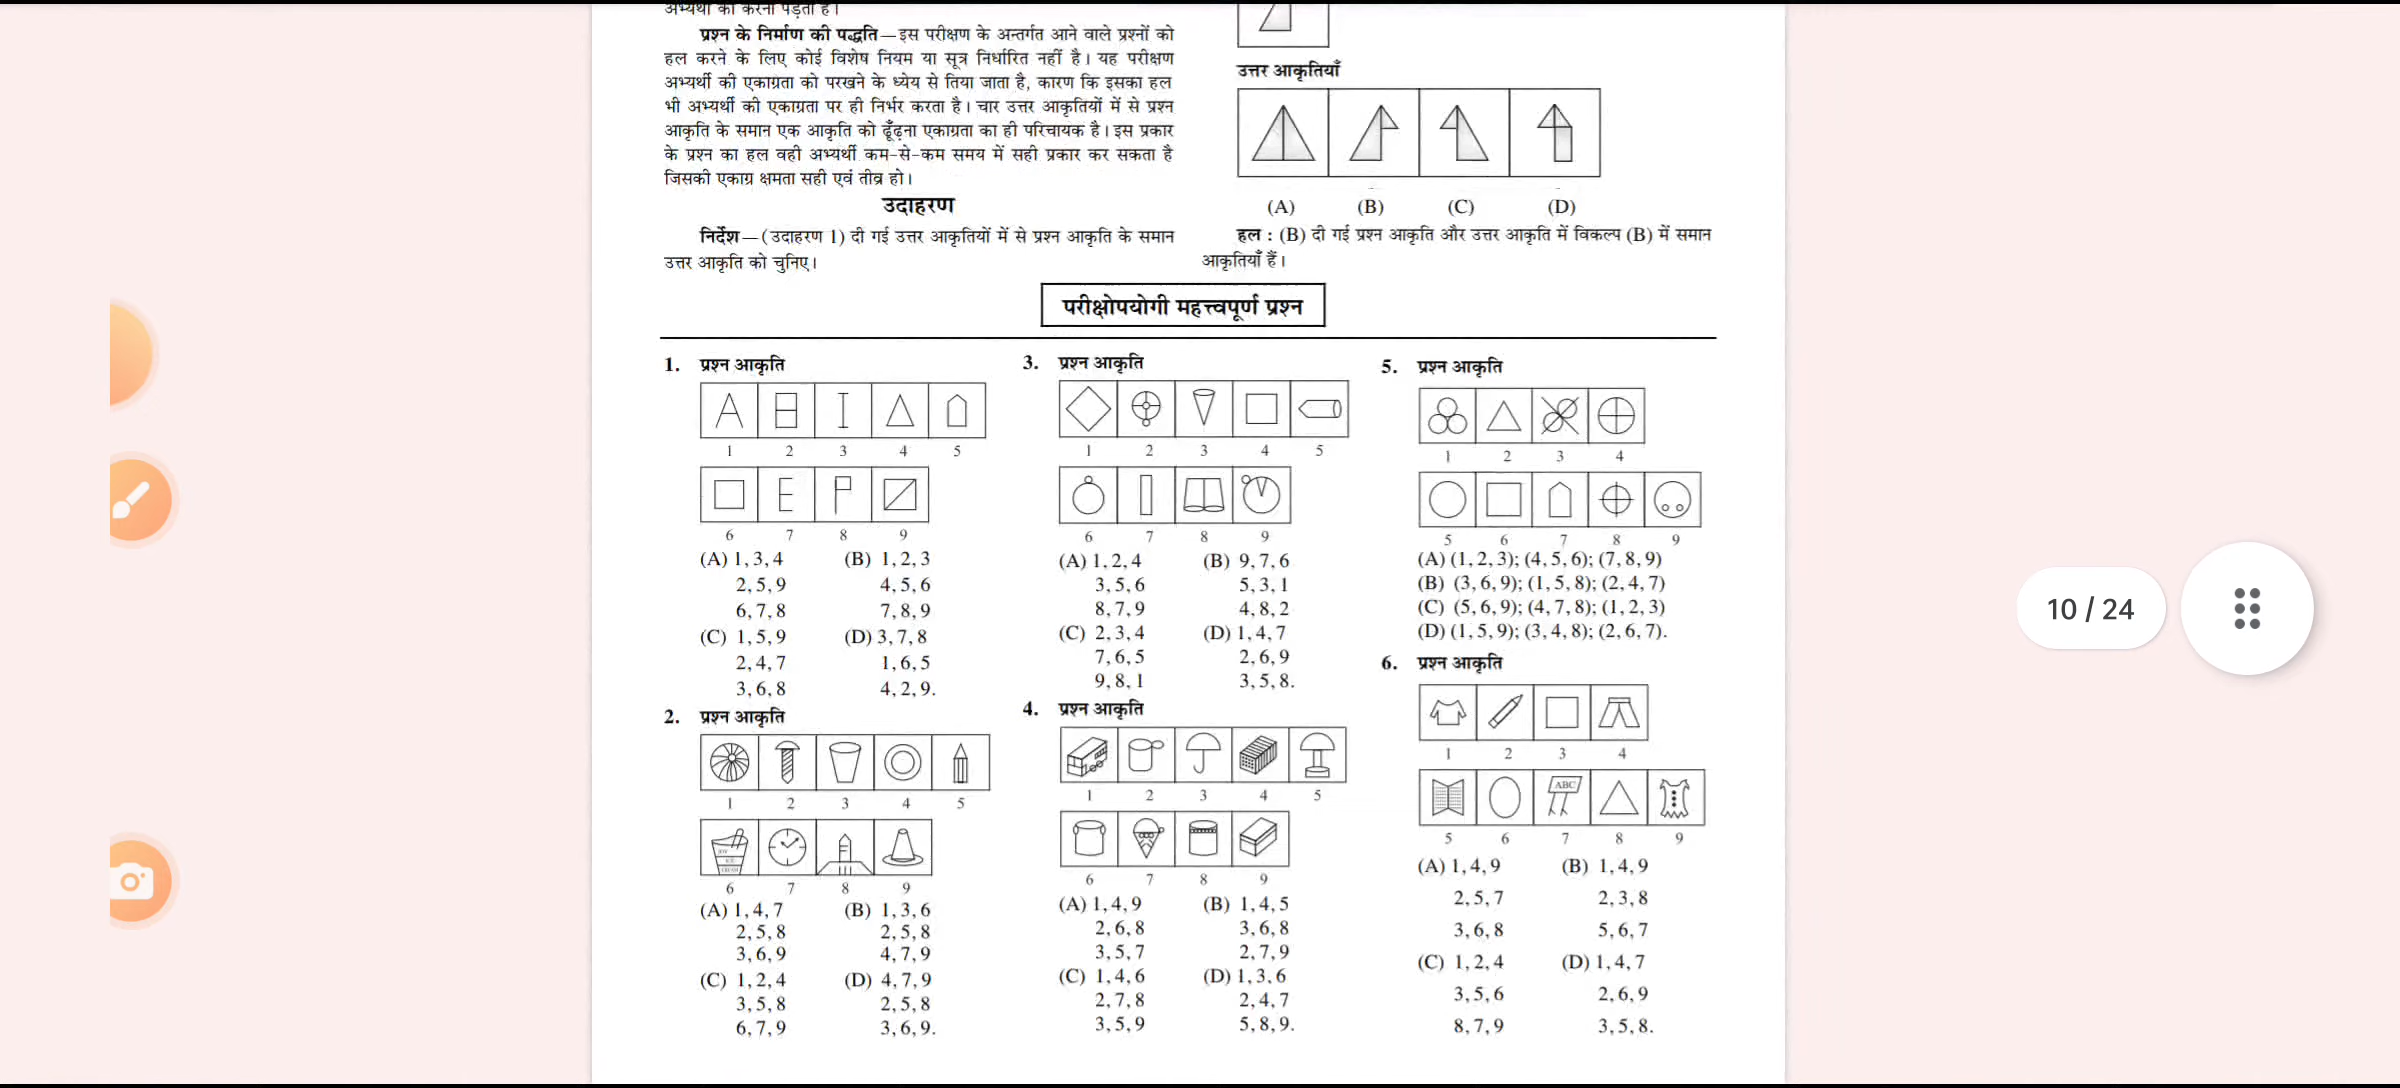 अभ्यर्थी को करना पड़ता है।
प्रश्न के निर्माण की पद्धति—इस परीक्षण के अन्तर्गत आने वाले प्रश्नों को
हल करने के लिए कोई विशेष नियम या सूत्र निर्धारित नहीं है। यह परीक्षण
अभ्यर्थी की एकाग्रता को परखने के ध्येय से तिया जाता है, कारण कि इसका हल
भी अभ्यर्थी की एकाग्रता पर ही निर्भर करता है। चार उत्तर आकृतियों में से प्रश्न
आकृति के समान एक आकृति को ढूँढ़ना एकाग्रता का ही परिचायक है। इस प्रकार
के प्रश्न का हल वही अभ्यर्थी कम-से-कम समय में सही प्रकार कर सकता है
जिसकी एकाग्र क्षमता सही एवं तीव्र हो।
उदाहरण
निर्देश—(उदाहरण 1) दी गई उत्तर आकृतियों में से प्रश्न आकृति के समान
उत्तर आकृति को चुनिए।
उत्तर आकृतियाँ
(A) (B) (C) (D)
हल : (B) दी गई प्रश्न आकृति और उत्तर आकृति में विकल्प (B) में समान
आकृतियाँ हैं।
परीक्षोपयोगी महत्त्वपूर्ण प्रश्न
1. प्रश्न आकृति
1 2 3 4 5
6 7 8 9
(A) 1, 3, 4 (B) 1, 2, 3
2, 5, 9 4, 5, 6
6, 7, 8 7, 8, 9
(C) 1, 5, 9 (D) 3, 7, 8
2, 4, 7 1, 6, 5
3, 6, 8 4, 2, 9.
2. प्रश्न आकृति
1 2 3 4 5
6 7 8 9
(A) 1, 4, 7 (B) 1, 3, 6
2, 5, 8 2, 5, 8
3, 6, 9 4, 7, 9
(C) 1, 2, 4 (D) 4, 7, 9
3, 5, 8 2, 5, 8
6, 7, 9 3, 6, 9.
3. प्रश्न आकृति
1 2 3 4 5
6 7 8 9
(A) 1, 2, 4 (B) 9, 7, 6
3, 5, 6 5, 3, 1
8, 7, 9 4, 8, 2
(C) 2, 3, 4 (D) 1, 4, 7
7, 6, 5 2, 6, 9
9, 8, 1 3, 5, 8.
4. प्रश्न आकृति
1 2 3 4 5
6 7 8 9
(A) 1, 4, 9 (B) 1, 4, 5
2, 6, 8 3, 6, 8
3, 5, 7 2, 7, 9
(C) 1, 4, 6 (D) 1, 3, 6
2, 7, 8 2, 4, 7
3, 5, 9 5, 8, 9.
5. प्रश्न आकृति
1 2 3 4
5 6 7 8 9
(A) (1, 2, 3); (4, 5, 6); (7, 8, 9)
(B) (3, 6, 9); (1, 5, 8); (2, 4, 7)
(C) (5, 6, 9); (4, 7, 8); (1, 2, 3)
(D) (1, 5, 9); (3, 4, 8); (2, 6, 7).
6. प्रश्न आकृति
1 2 3 4
ABC
5 6 7 8 9
(A) 1, 4, 9 (B) 1, 4, 9
2, 5, 7 2, 3, 8
3, 6, 8 5, 6, 7
(C) 1, 2, 4 (D) 1, 4, 7
3, 5, 6 2, 6, 9
8, 7, 9 3, 5, 8.
10 / 24